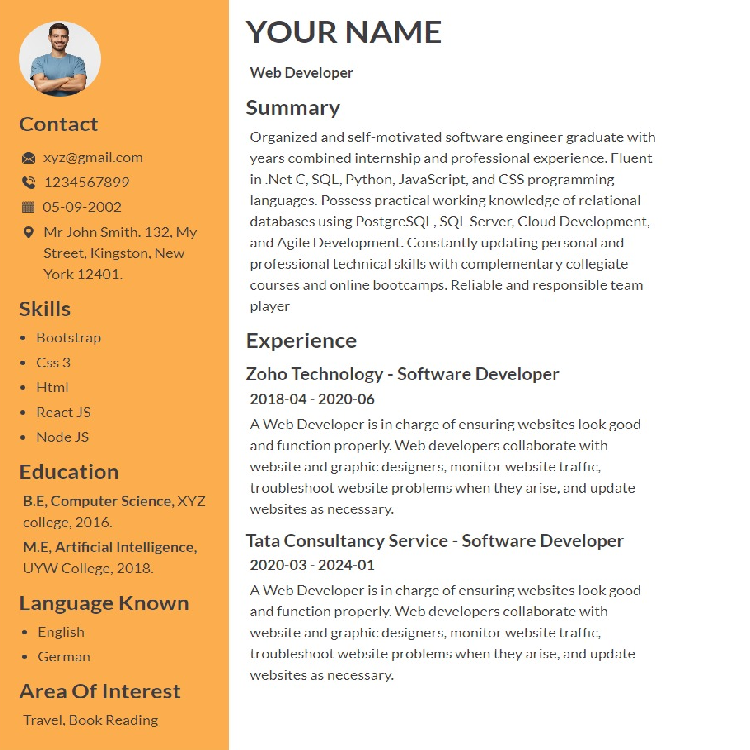 YOUR NAME
Web Developer
Contact
xyz@gmail.com
1234567899
05-09-2002
Mr John Smith. 132, My
Street, Kingston, New
York 12401.
Skills
Bootstrap
Css 3
Html
React JS
Node JS
Education
B.E, Computer Science, XYZ
college, 2016.
M.E, Artificial Intelligence,
UYW College, 2018.
Language Known
English
German
Area Of Interest
Travel, Book Reading
Summary
Organized and self-motivated software engineer graduate with
years combined internship and professional experience. Fluent
in .Net C, SQL, Python, JavaScript, and CSS programming
languages. Possess practical working knowledge of relational
databases using PostgreSQL, SQL Server, Cloud Development,
and Agile Development. Constantly updating personal and
professional technical skills with complementary collegiate
courses and online bootcamps. Reliable and responsible team
player
Experience
Zoho Technology - Software Developer
2018-04 - 2020-06
A Web Developer is in charge of ensuring websites look good
and function properly. Web developers collaborate with
website and graphic designers, monitor website traffic,
troubleshoot website problems when they arise, and update
websites as necessary.
Tata Consultancy Service - Software Developer
2020-03 - 2024-01
A Web Developer is in charge of ensuring websites look good
and function properly. Web developers collaborate with
website and graphic designers, monitor website traffic,
troubleshoot website problems when they arise, and update
websites as necessary.